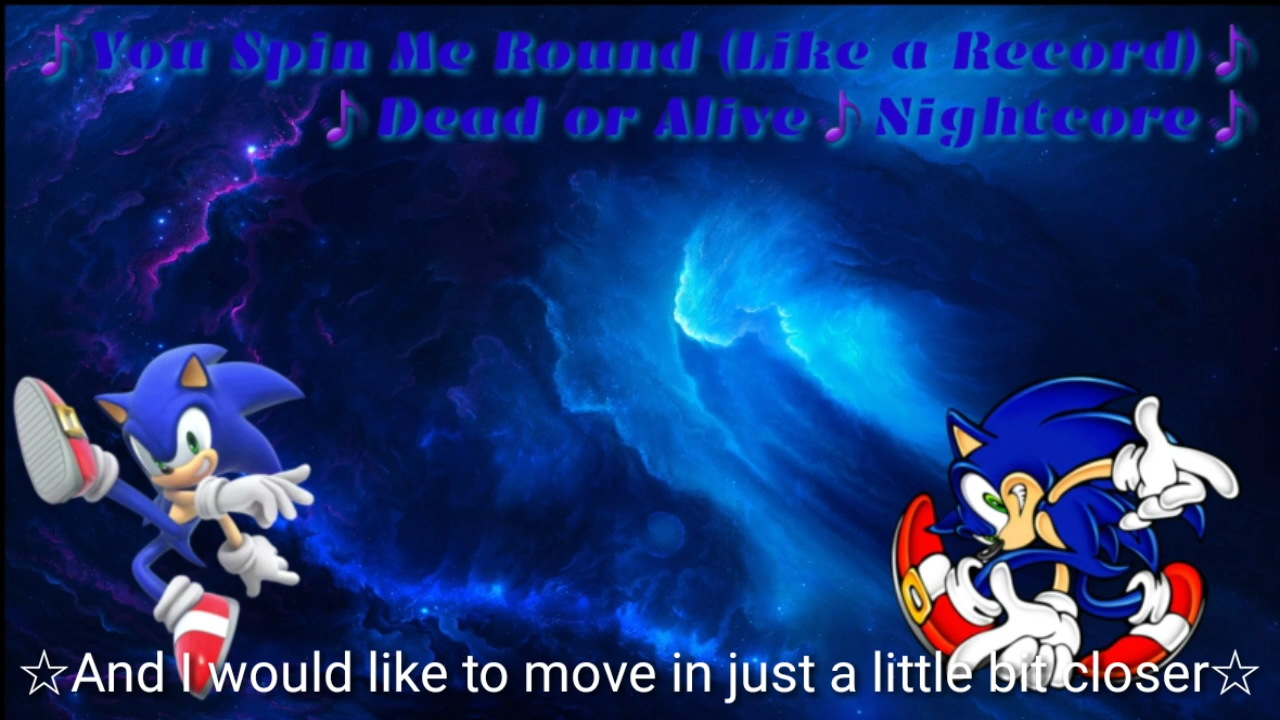 🎵You Spin Me Round (Like a Record)🎵
🎵Dead or Alive🎵Nightcore🎵
☆And I would like to move in just a little bit closer☆